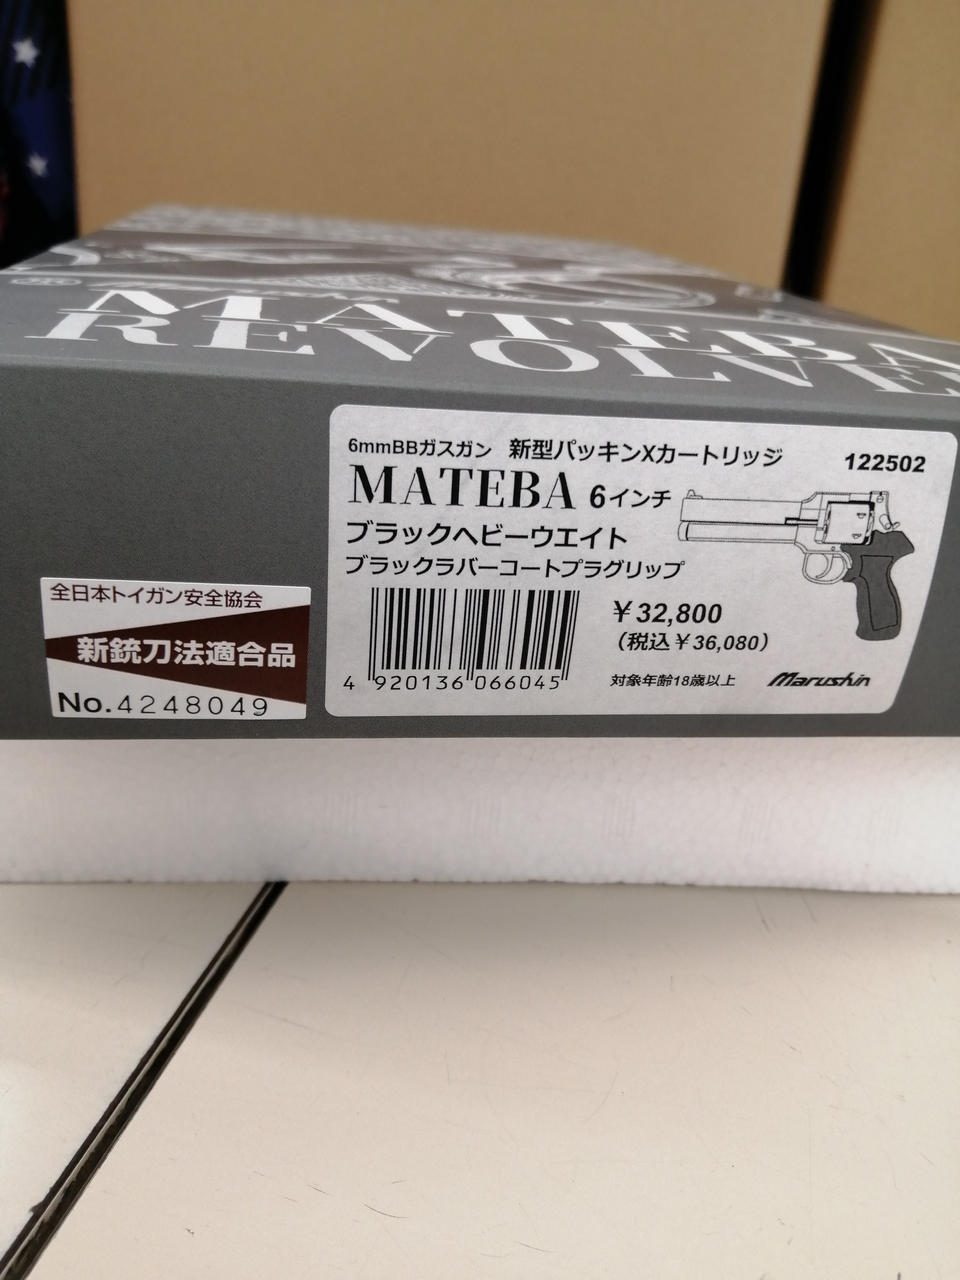 MATEBA
REVOLVE
6mmBBガスガン 新型パッキンXカートリッジ
122502
MATEBA 6インチ
ブラックヘビーウエイト
ブラックラバーコートプラグリップ
¥32,800
(税込¥36,080)
4 920136 066045
対象年齢18歳以上
Marushin
全日本トイガン安全協会
新銃刀法適合品
No.4248049